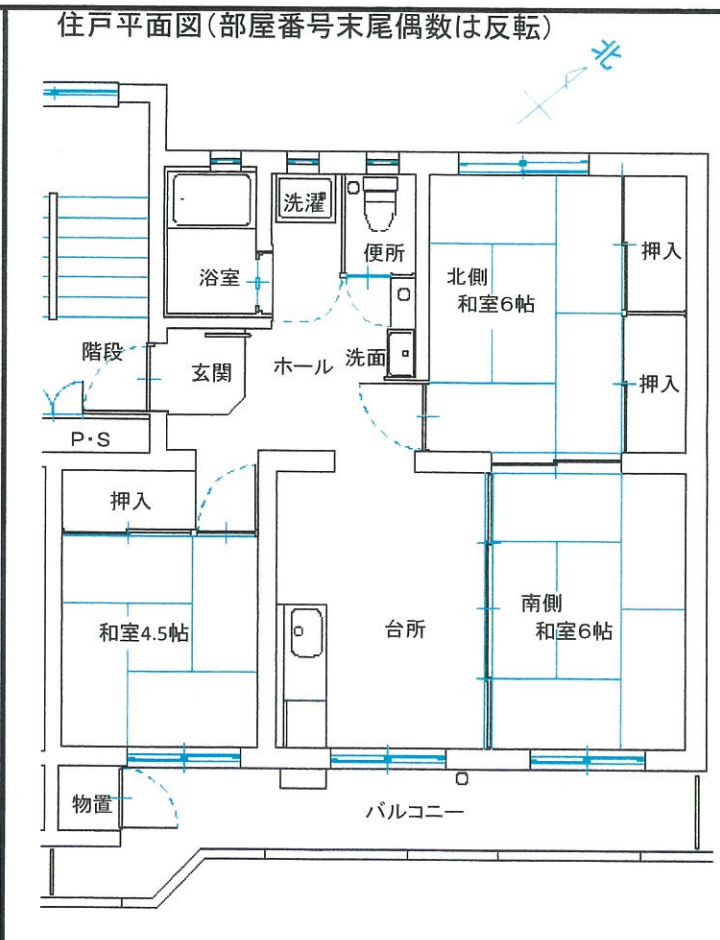 住戸平面図(部屋番号末尾偶数は反転)
北
洗濯
便所
浴室
北側
和室6帖
押入
階段
玄関
ホール
洗面
押入
P・S
押入
和室4.5帖
台所
南側
和室6帖
物置
バルコニー